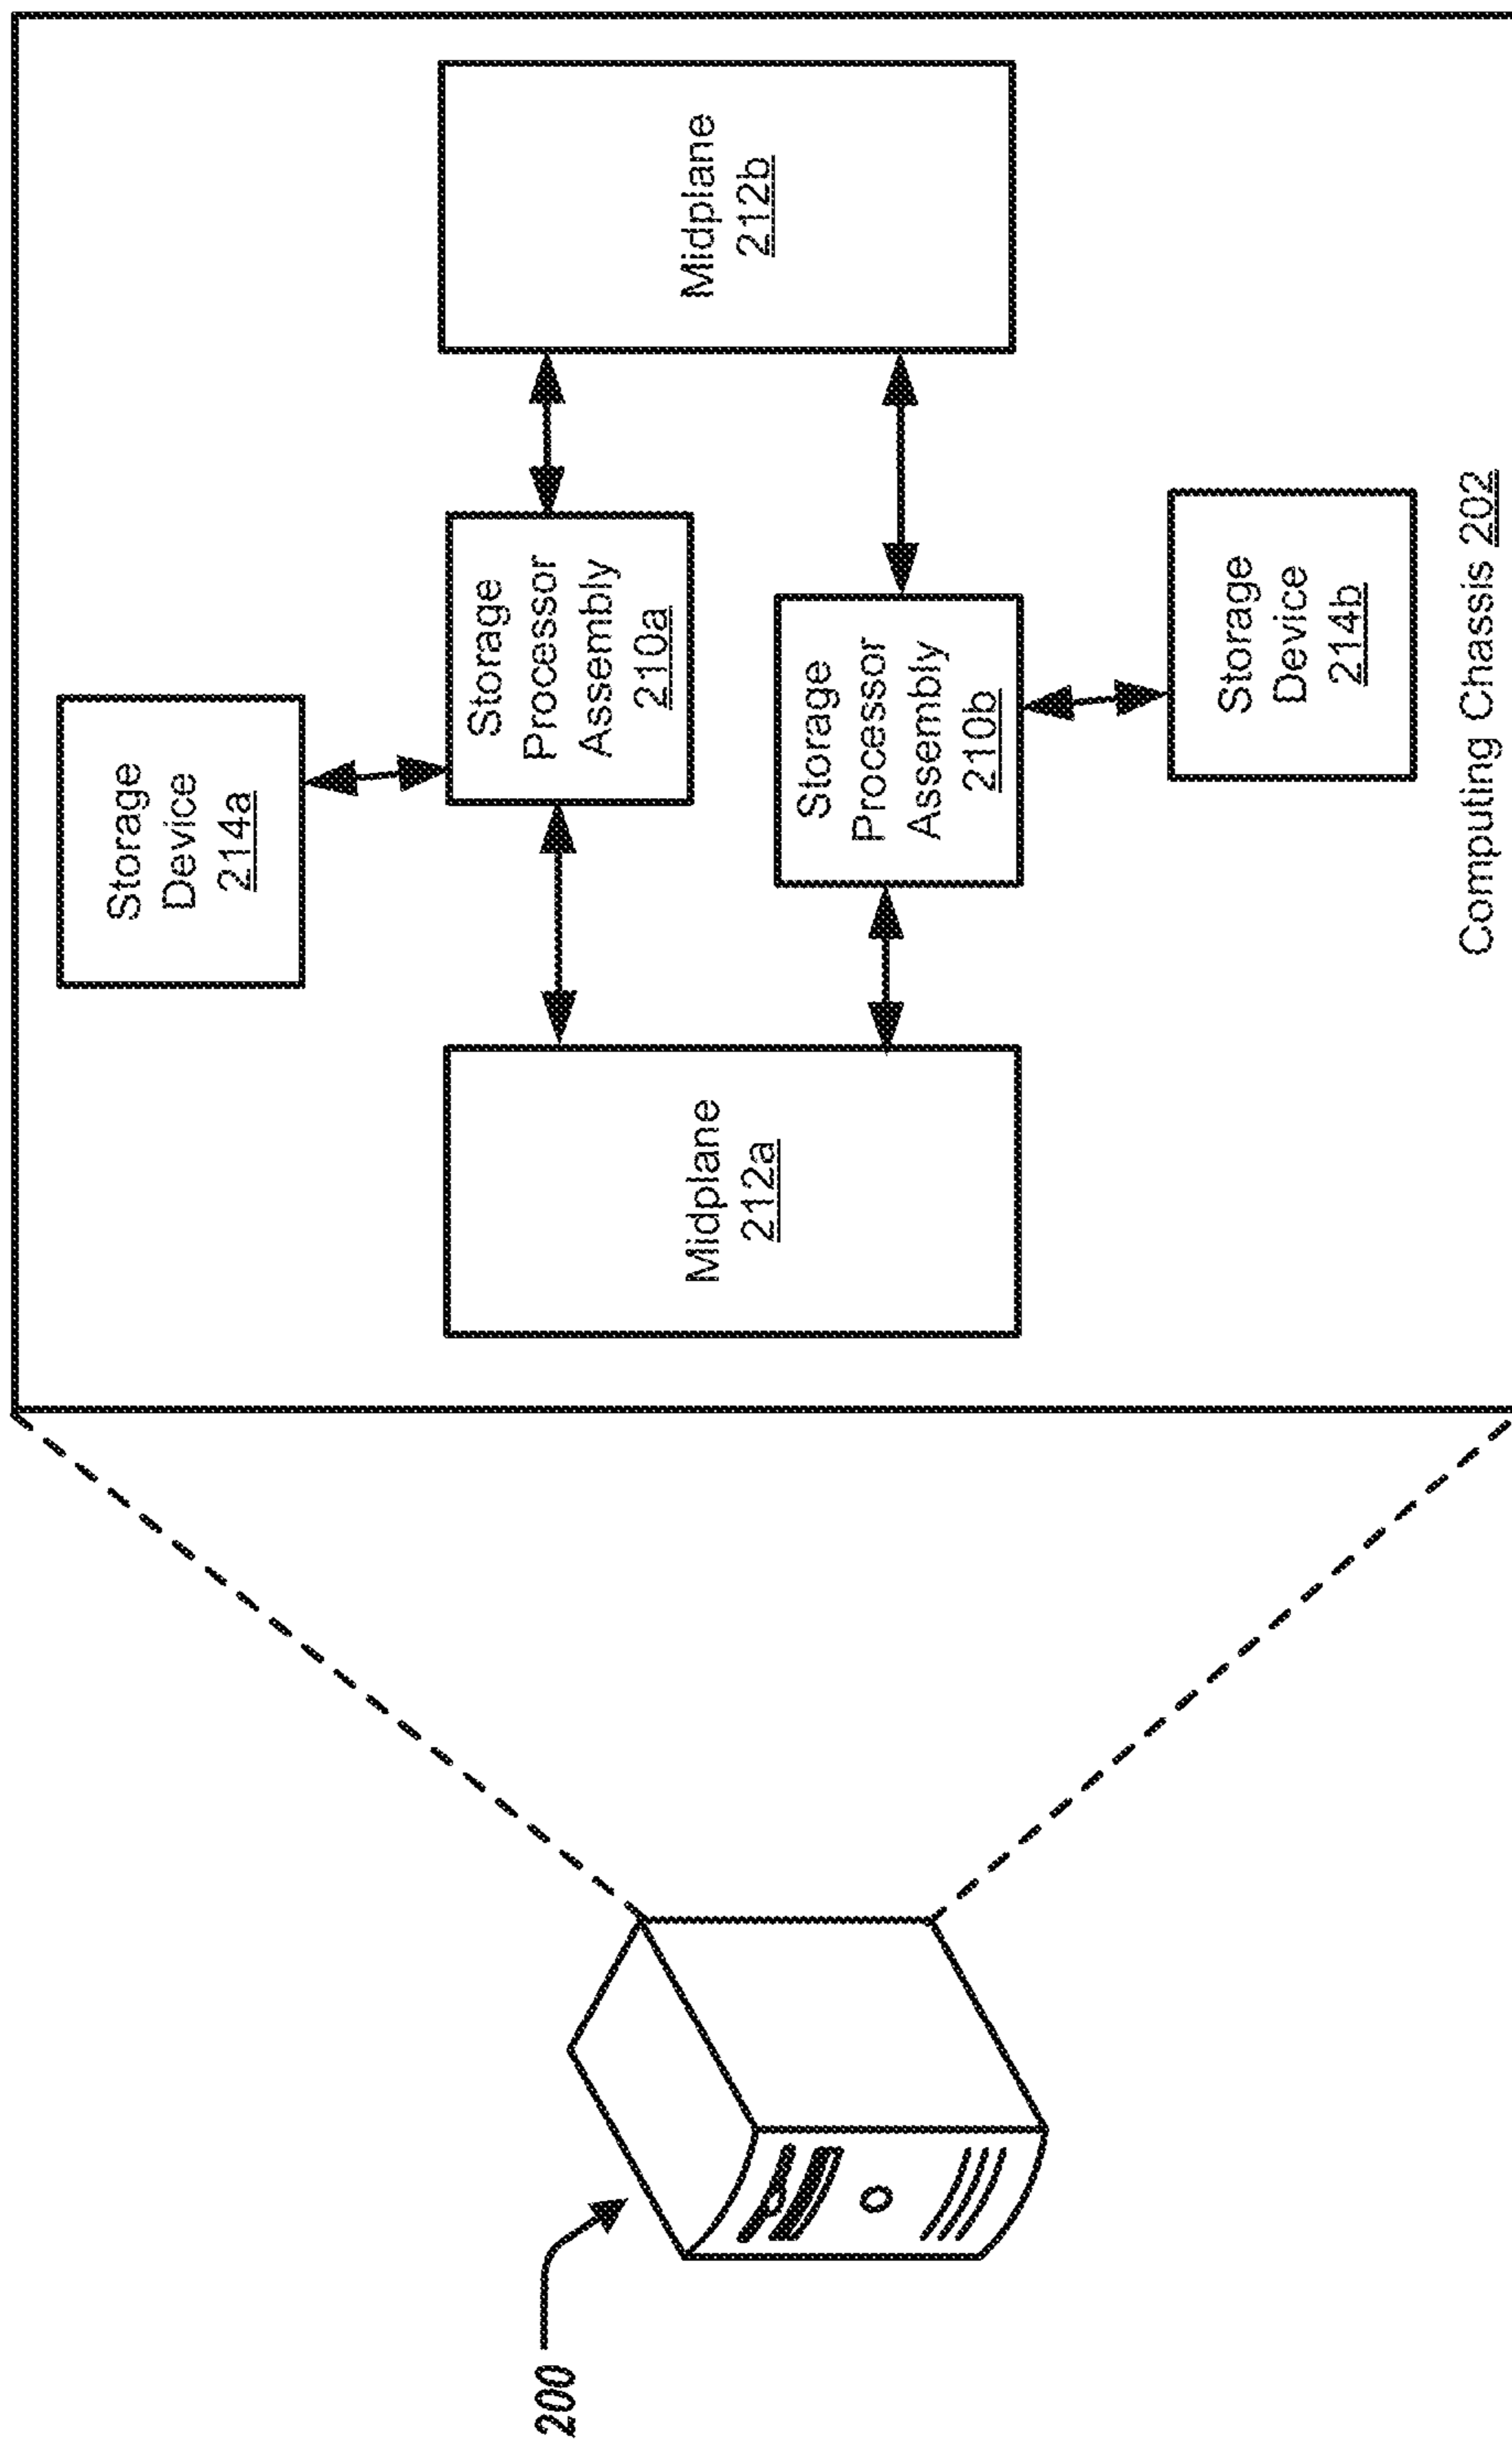 200
Storage
Device
214a
Midplane
212a
Storage
Processor
Assembly
210a
Midplane
212b
Storage
Processor
Assembly
210b
Storage
Device
214b
Computing Chassis 202